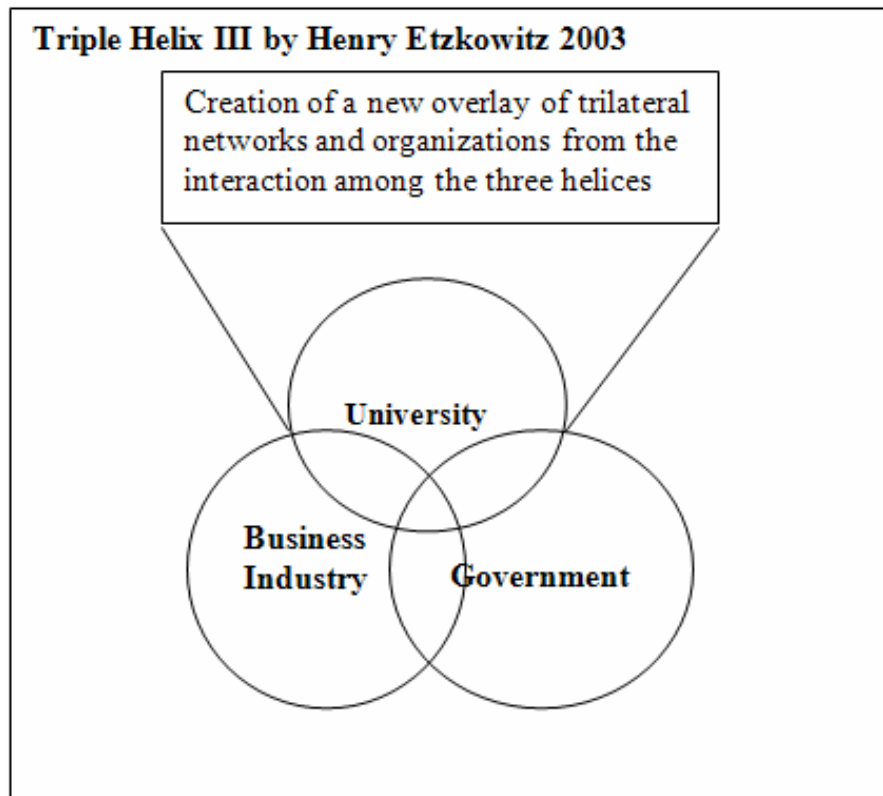 Triple Helix III by Henry Etzkowitz 2003
Creation of a new overlay of trilateral
networks and organizations from the
interaction among the three helices
University
Business
Industry
Government